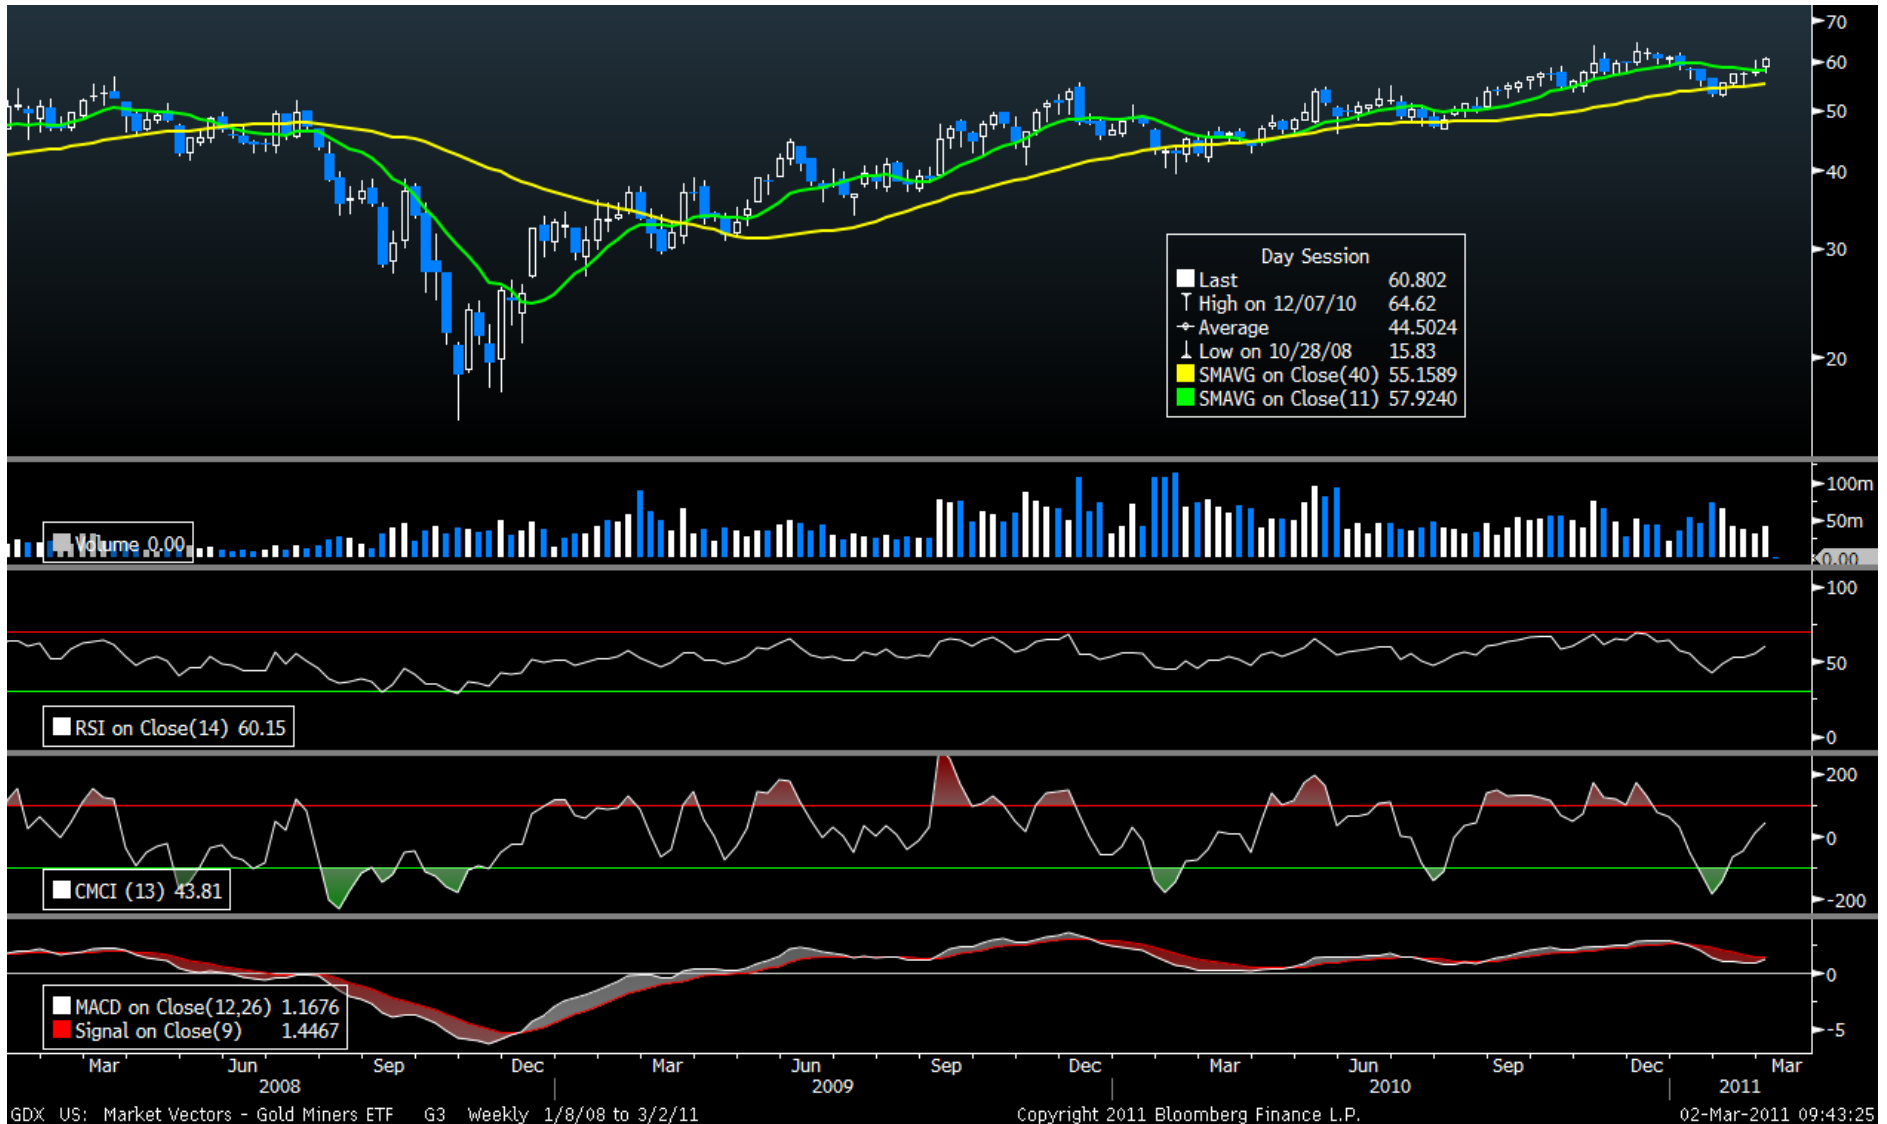 70
60
50
40
30
20
Day Session
Last 60.802
High on 12/07/10 64.62
Average 44.5024
Low on 10/28/08 15.83
SMAVG on Close(40) 55.1589
SMAVG on Close(11) 57.9240
100m
50m
0.00
Volume 0.00
100
50
0
RSI on Close(14) 60.15
200
0
-200
CMCI (13) 43.81
0
-5
MACD on Close(12,26) 1.1676
Signal on Close(9) 1.4467
Mar Jun Sep Dec Mar Jun Sep Dec Mar Jun Sep Dec Mar
2008 2009 2010 2011
GDX US: Market Vectors - Gold Miners ETF G3 Weekly 1/8/08 to 3/2/11 Copyright 2011 Bloomberg Finance L.P. 02-Mar-2011 09:43:25